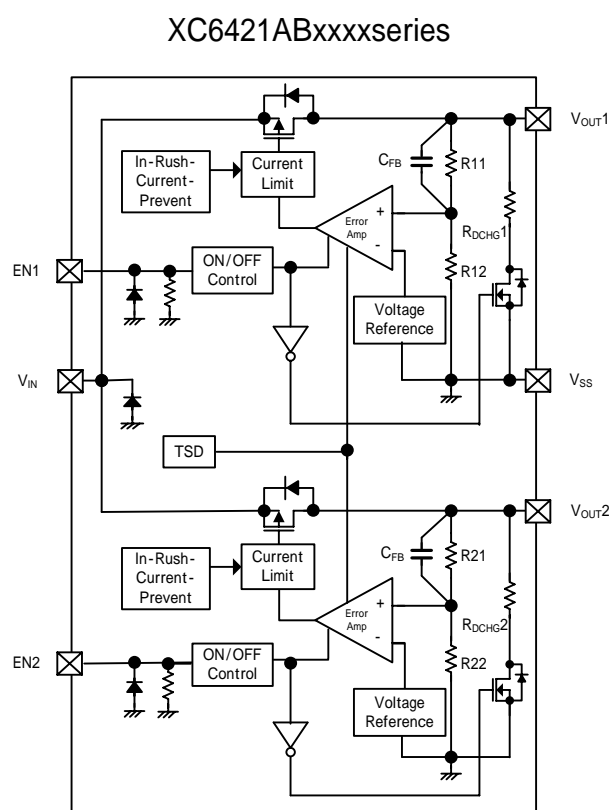 XC6421ABxxxxseries
VOUT1
In-Rush-
Current-
Prevent
Current
Limit
CFB
R11
Error
Amp
+
-
RDCHG1
EN1
ON/OFF
Control
R12
Voltage
Reference
VIN
VSS
TSD
VOUT2
In-Rush-
Current-
Prevent
Current
Limit
CFB
R21
Error
Amp
+
-
RDCHG2
EN2
ON/OFF
Control
R22
Voltage
Reference